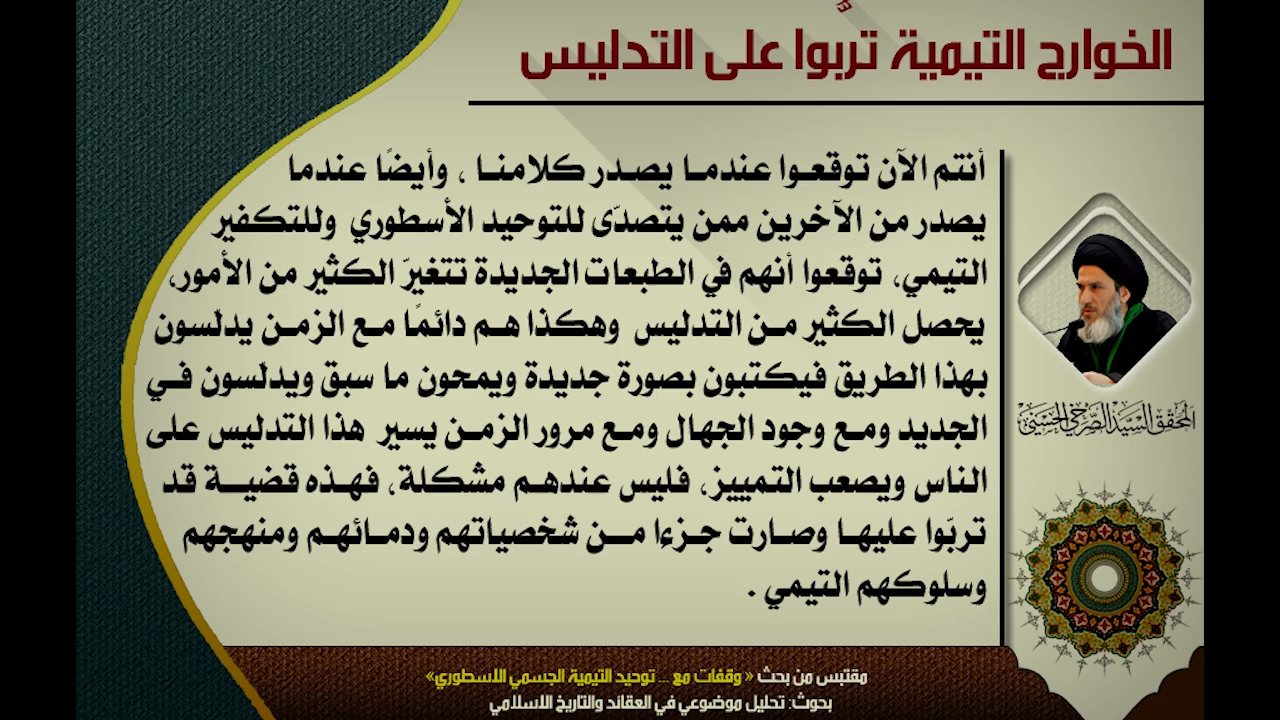 الخوارج التيمية تربُّوا على التدليس
أنتم الآن توقعوا عندما يصدر كلامنا ، وأيضًا عندما
يصدر من الآخرين ممن يتصدّى للتوحيد الأسطوري وللتكفير
التيمي، توقعوا أنهم في الطبعات الجديدة تتغيرّ الكثير من الأمور،
يحصل الكثير من التدليس وهكذا هم دائمًا مع الزمن يدلسون
بهذا الطريق فيكتبون بصورة جديدة ويمحون ما سبق ويدلّسون في
الجديد ومع وجود الجهال ومع مرور الزمن يسير هذا التدليس على
الناس ويصعب التمييز، فليس عندهم مشكلة، فهذه قضية قد
تربّوا عليها وصارت جزءا من شخصياتهم ودمائهم ومنهجهم
وسلوكهم التيمي .
المحقق السيد الصرخي الحسني
مقتبس من بحث « وقفات مع ... توحيد التيمية الجسمي الاسطوري»
بحوث: تحليل موضوعي في العقائد والتاريخ الاسلامي